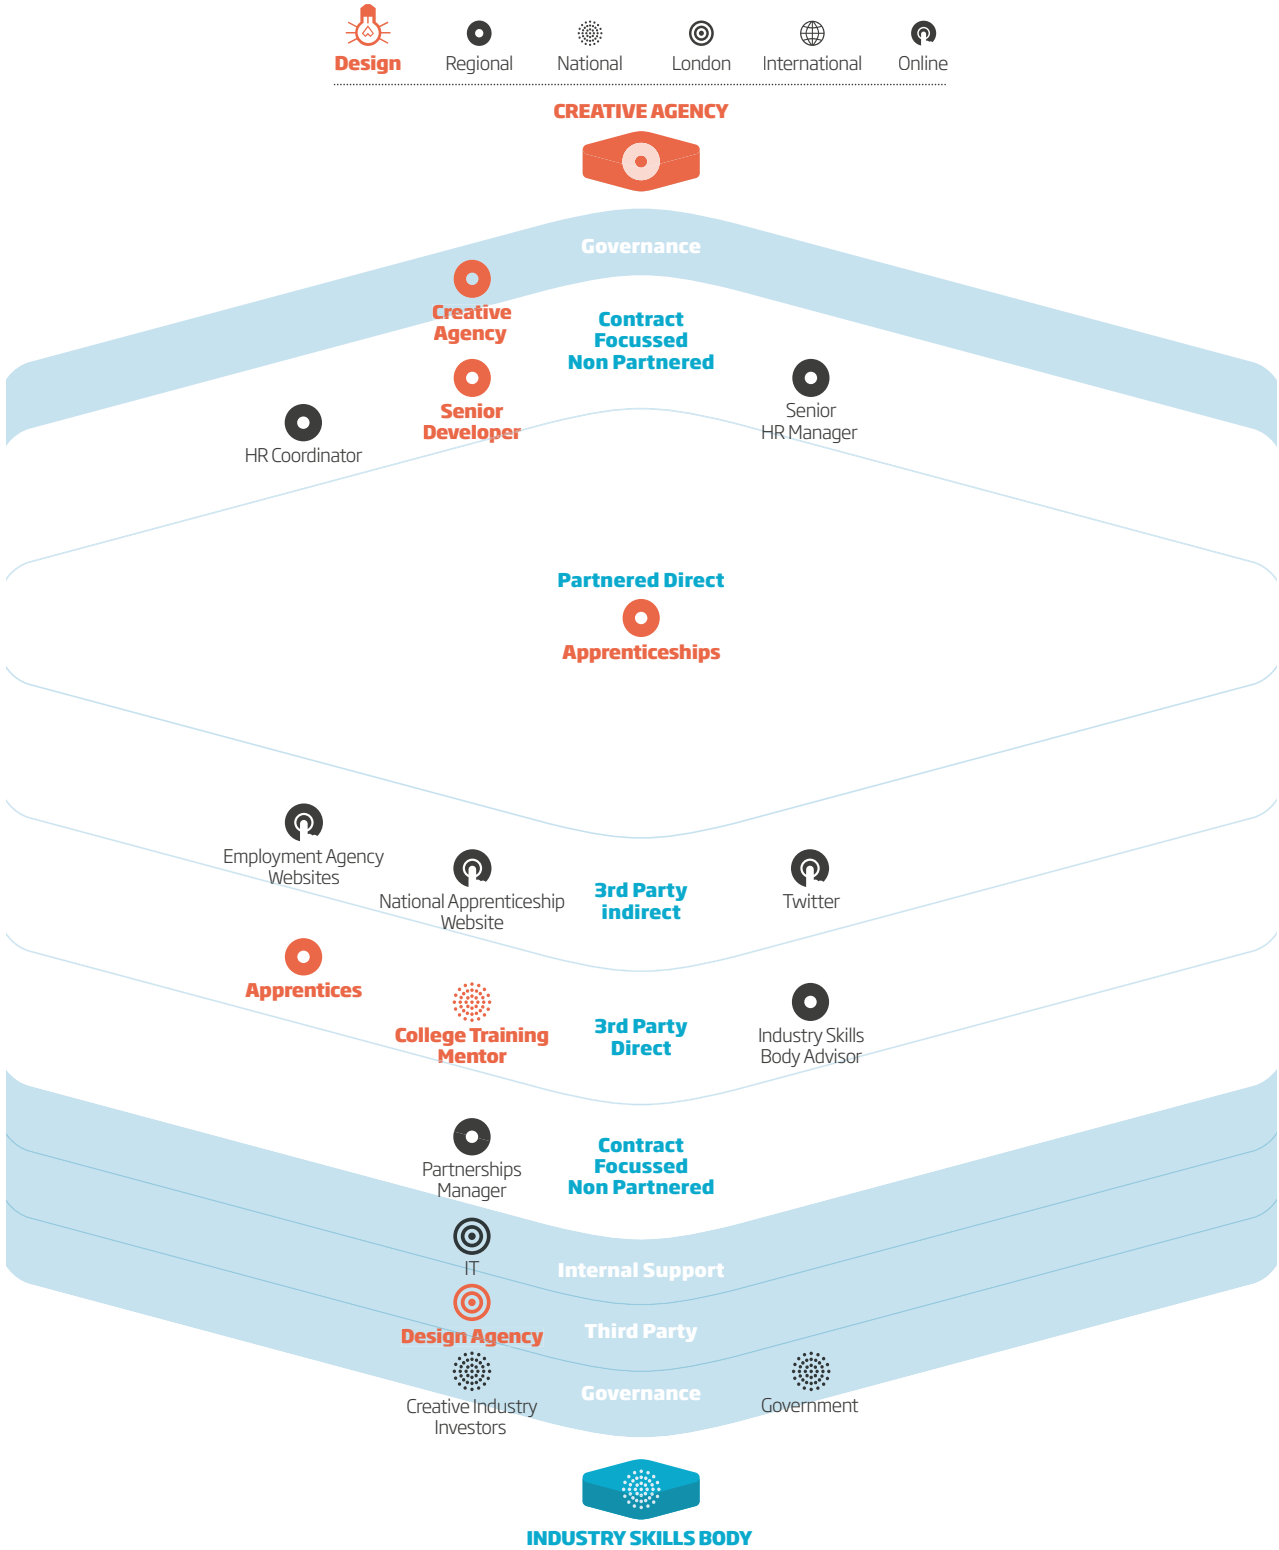 Design
Regional
National
London
International
Online
CREATIVE AGENCY
Governance
Creative
Agency
Contract
Focussed
Non Partnered
Senior
Developer
Senior
HR Manager
HR Coordinator
Partnered Direct
Apprenticeships
Employment Agency
Websites
National Apprenticeship
Website
3rd Party
indirect
Twitter
Apprentices
College Training
Mentor
3rd Party
Direct
Industry Skills
Body Advisor
Partnerships
Manager
Contract
Focussed
Non Partnered
IT
Internal Support
Design Agency
Third Party
Creative Industry
Investors
Governance
Government
INDUSTRY SKILLS BODY